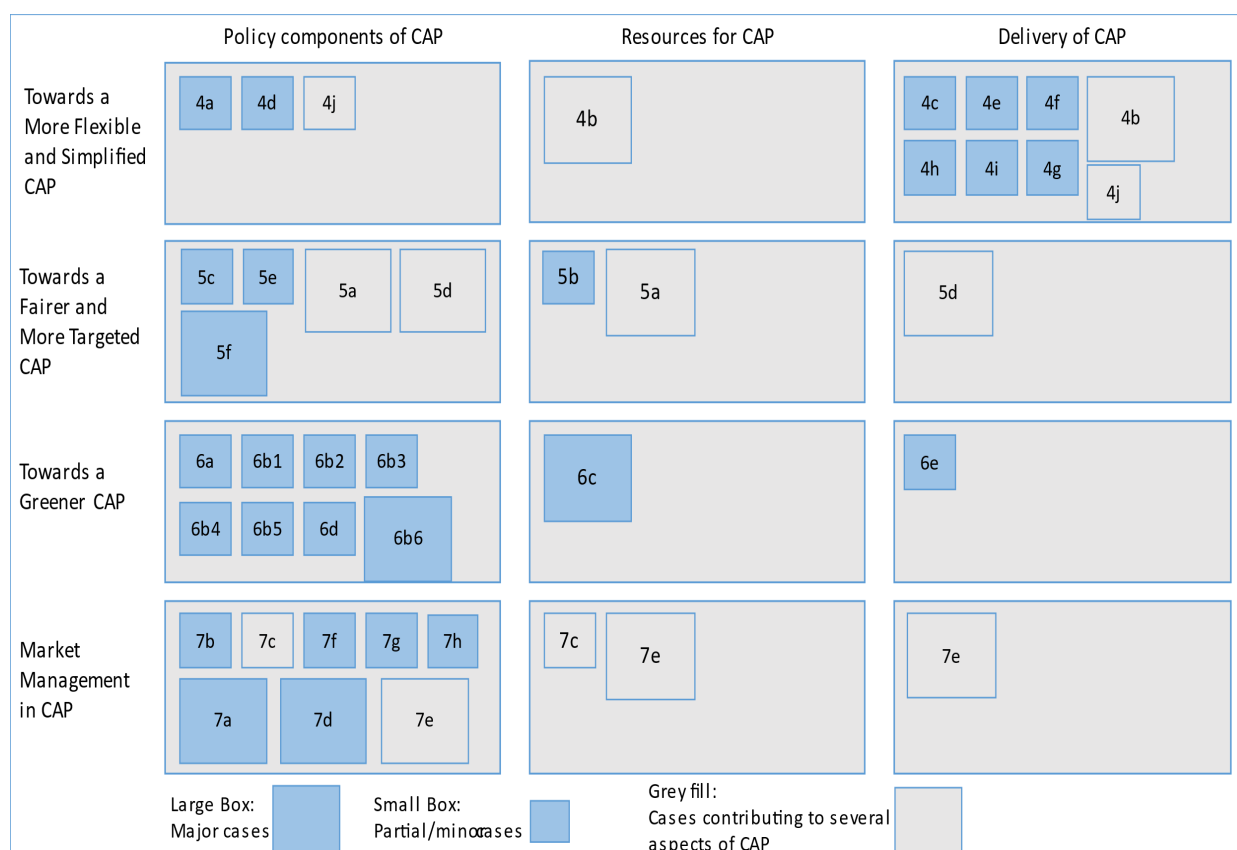 Policy components of CAP
Resources for CAP
Delivery of CAP
Towards a
More Flexible
and Simplified
CAP
4a
4d
4j
4b
4c
4e
4f
4b
4h
4i
4g
4j
Towards a
Fairer and
More Targeted
CAP
5c
5e
5a
5d
5f
5b
5a
5d
Towards a
Greener CAP
6a
6b1
6b2
6b3
6b4
6b5
6d
6b6
6c
6e
Market
Management
in CAP
7b
7c
7f
7g
7h
7a
7d
7e
7c
7e
7e
Large Box:
Major cases
Small Box:
Partial/minor cases
Grey fill:
Cases contributing to several
aspects of CAP